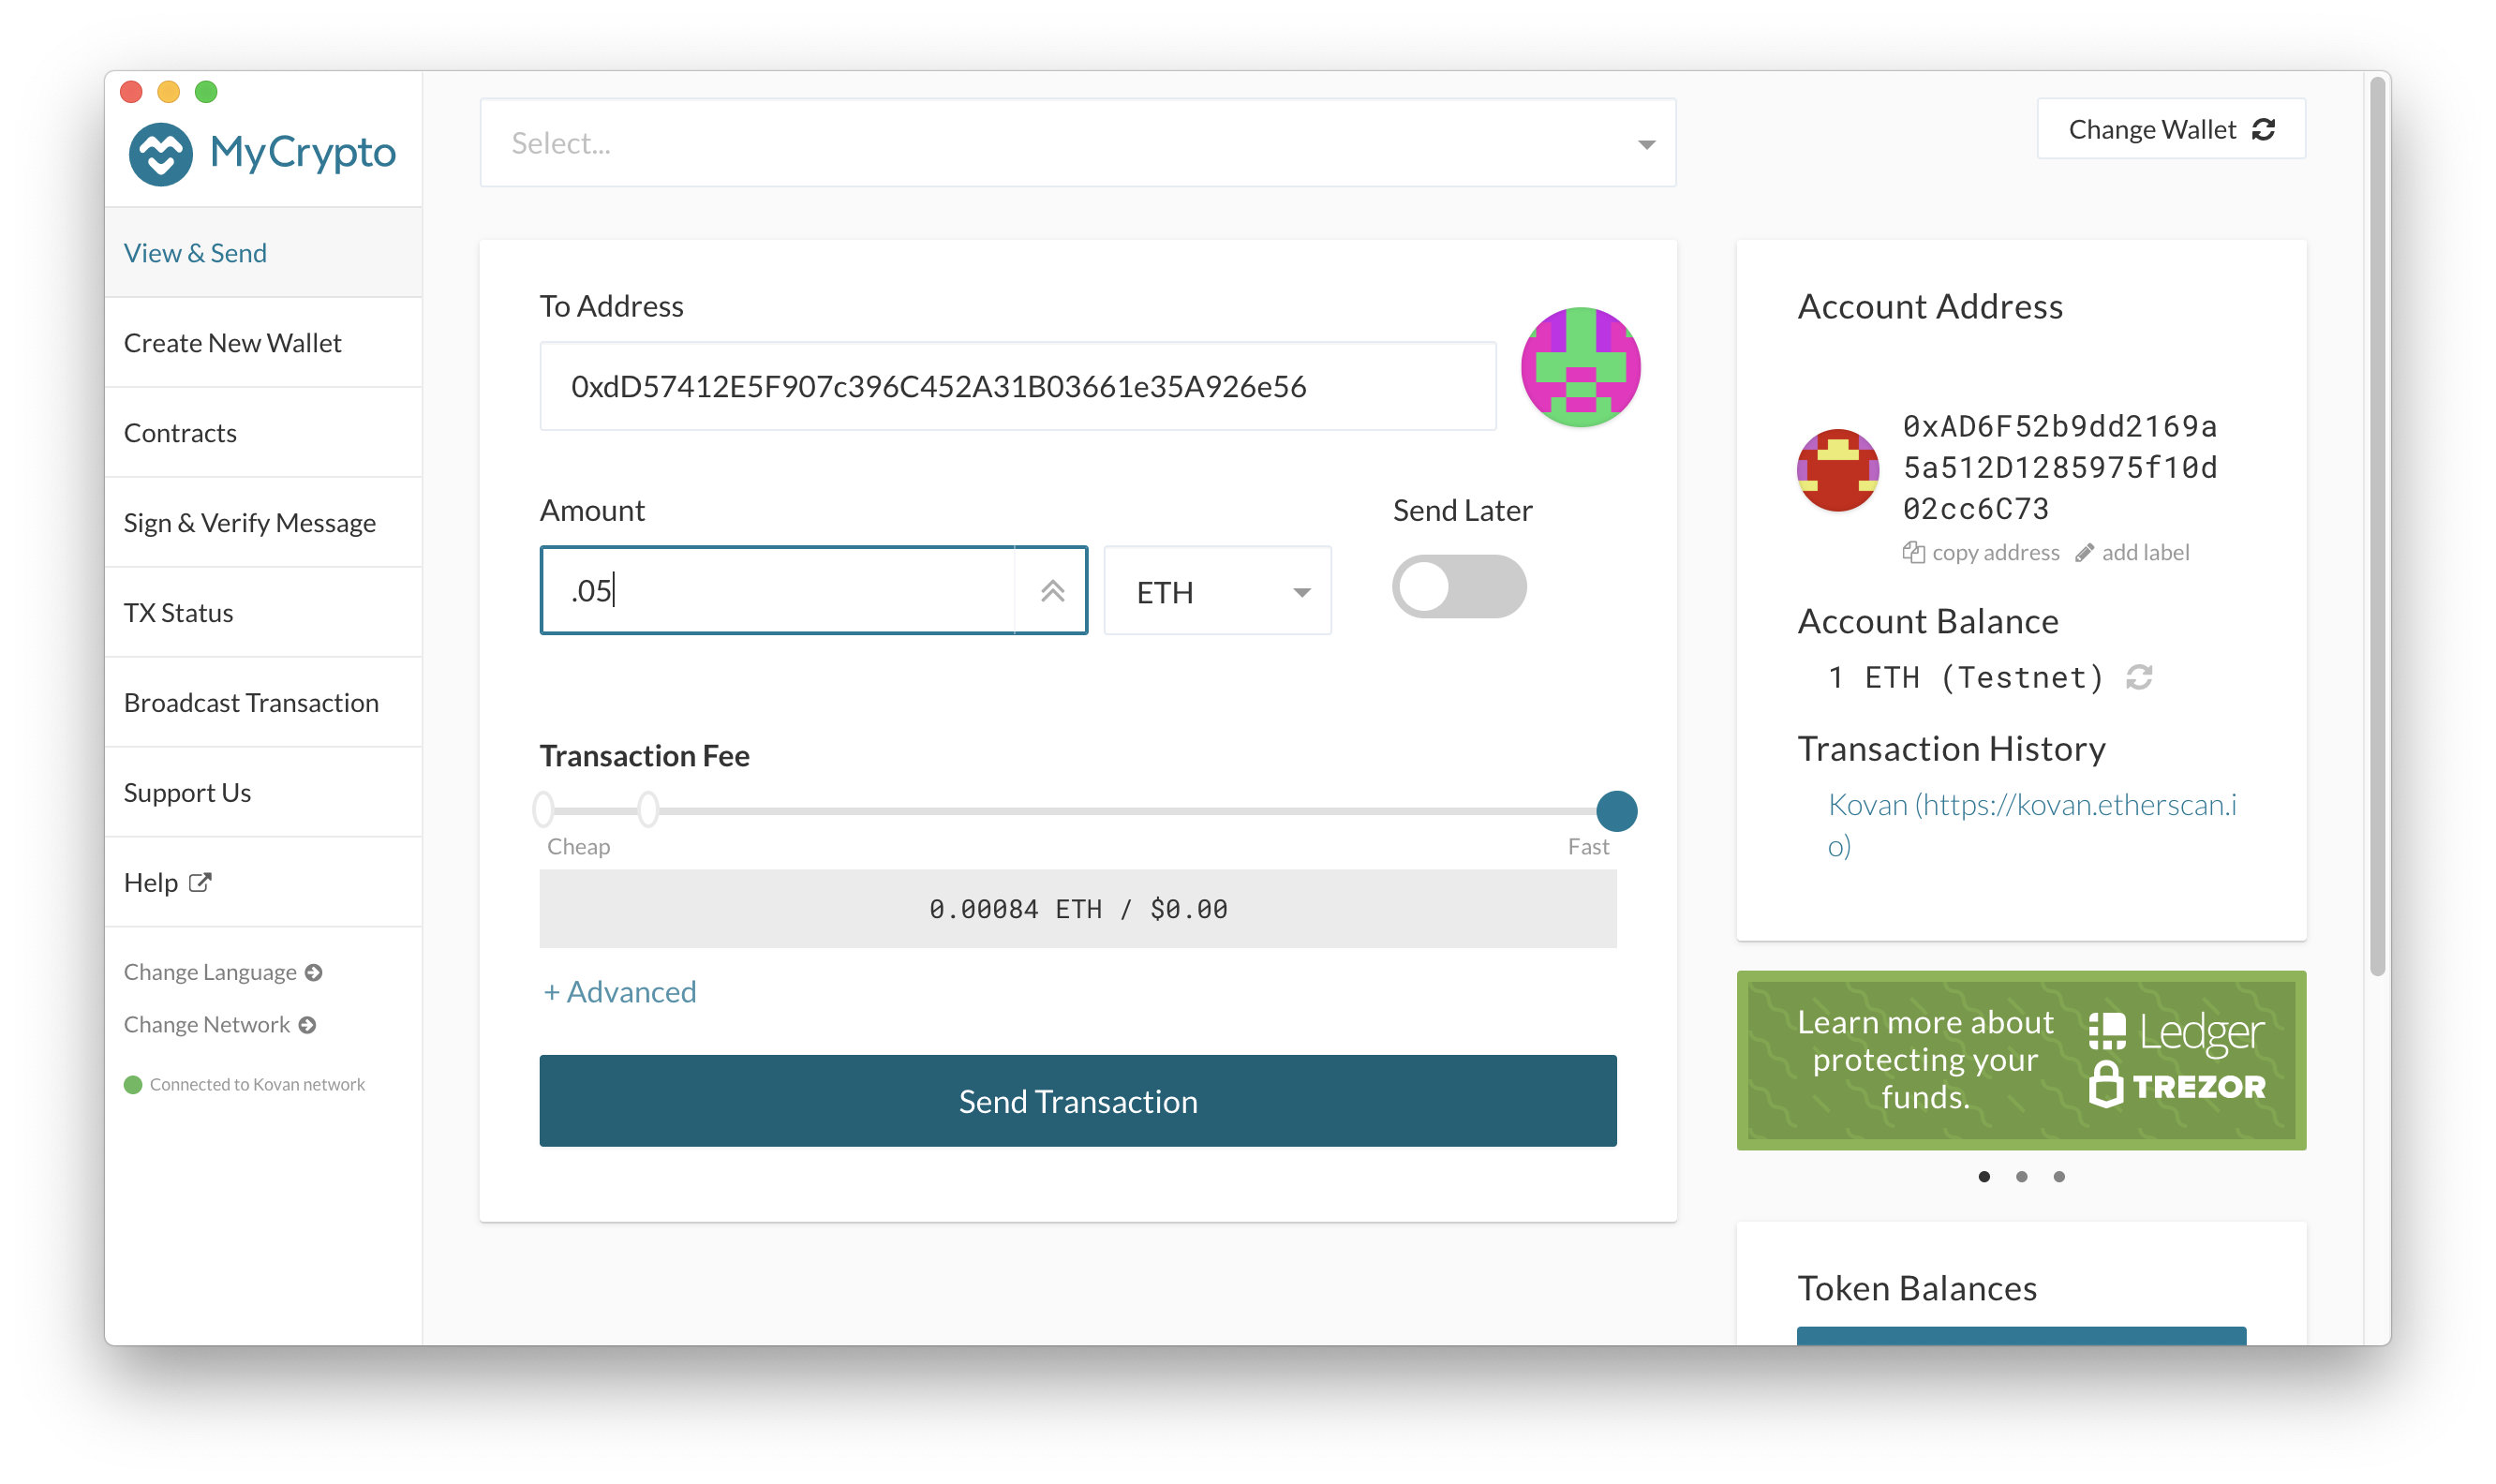 MyCrypto
View & Send
Create New Wallet
Contracts
Sign & Verify Message
TX Status
Broadcast Transaction
Support Us
Help
Change Language
Change Network
Connected to Kovan network
Select...
Change Wallet
To Address
0xdD57412E5F907c396C452A31B03661e35A926e56
Amount
Send Later
.05
ETH
Transaction Fee
Cheap
Fast
0.00084 ETH / $0.00
+ Advanced
Send Transaction
Account Address
0xAD6F52b9dd2169a
5a512D1285975f10d
02cc6C73
copy address
add label
Account Balance
1 ETH (Testnet)
Transaction History
Kovan (https://kovan.etherscan.i
o)
Learn more about
protecting your
funds.
Ledger
TREZOR
Token Balances